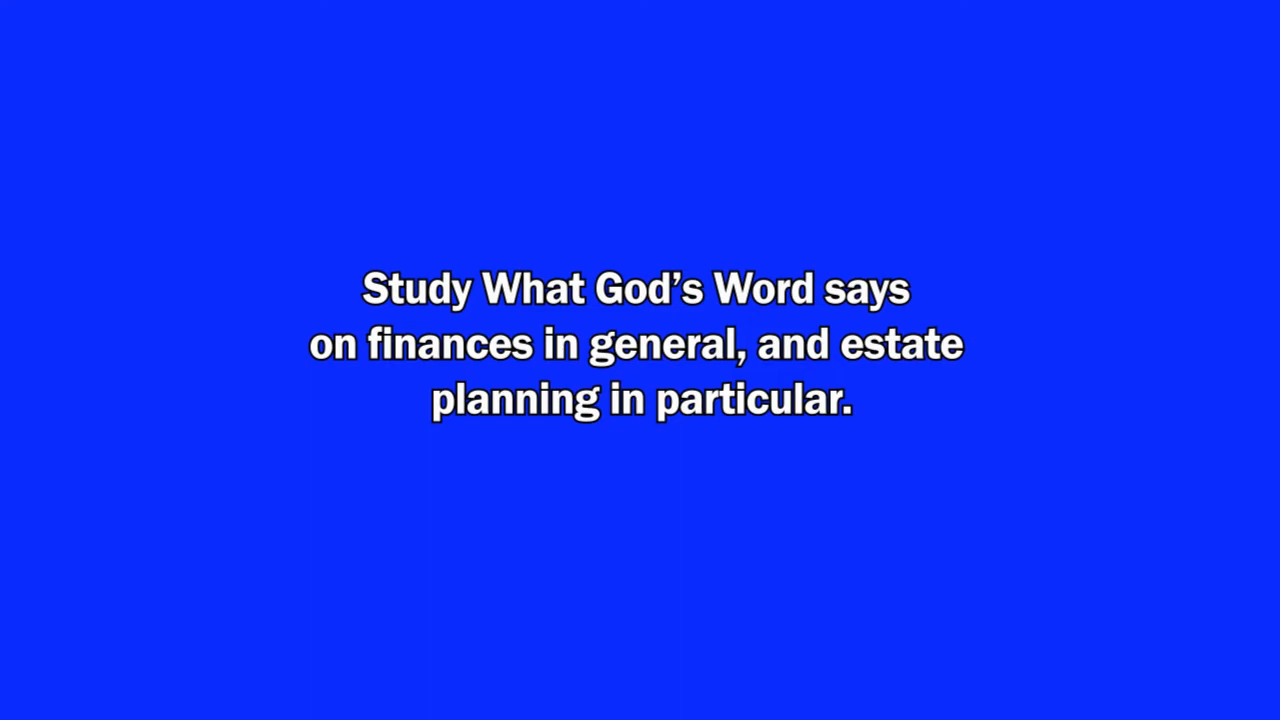 Study What God’s Word says
on finances in general, and estate
planning in particular.